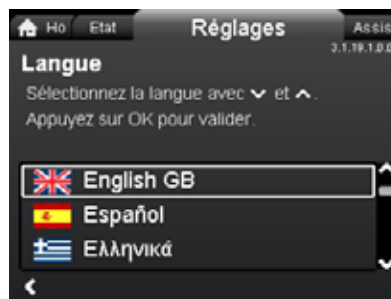 Ho Etat Réglages Assis
3.1.19.1.0.0
Langue
Sélectionnez la langue avec et .
Appuyez sur OK pour valider.
English GB
Español
Ελληνικά